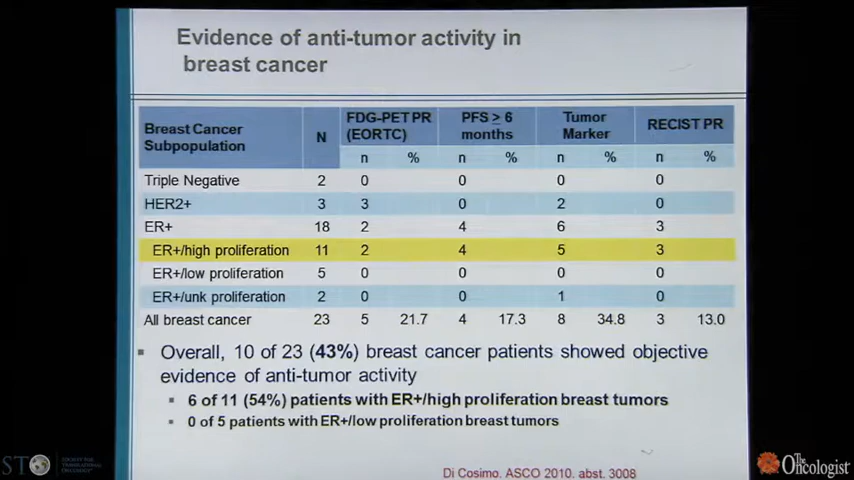 Evidence of anti-tumor activity in
breast cancer
Breast Cancer Subpopulation N FDG-PET PR (EORTC) PFS ≥ 6 months Tumor Marker RECIST PR
n % n % n % n %
Triple Negative 2 0 0 0 0
HER2+ 3 3 0 2 0
ER+ 18 2 4 6 3
ER+/high proliferation 11 2 4 5 3
ER+/low proliferation 5 0 0 0 0
ER+/unk proliferation 2 0 0 1 0
All breast cancer 23 5 21.7 4 17.3 8 34.8 3 13.0
▪ Overall, 10 of 23 (43%) breast cancer patients showed objective
evidence of anti-tumor activity
▪ 6 of 11 (54%) patients with ER+/high proliferation breast tumors
▪ 0 of 5 patients with ER+/low proliferation breast tumors
Di Cosimo. ASCO 2010. abst. 3008
STO
SOCIETY FOR
TRANSLATIONAL
ONCOLOGY
The
Oncologist